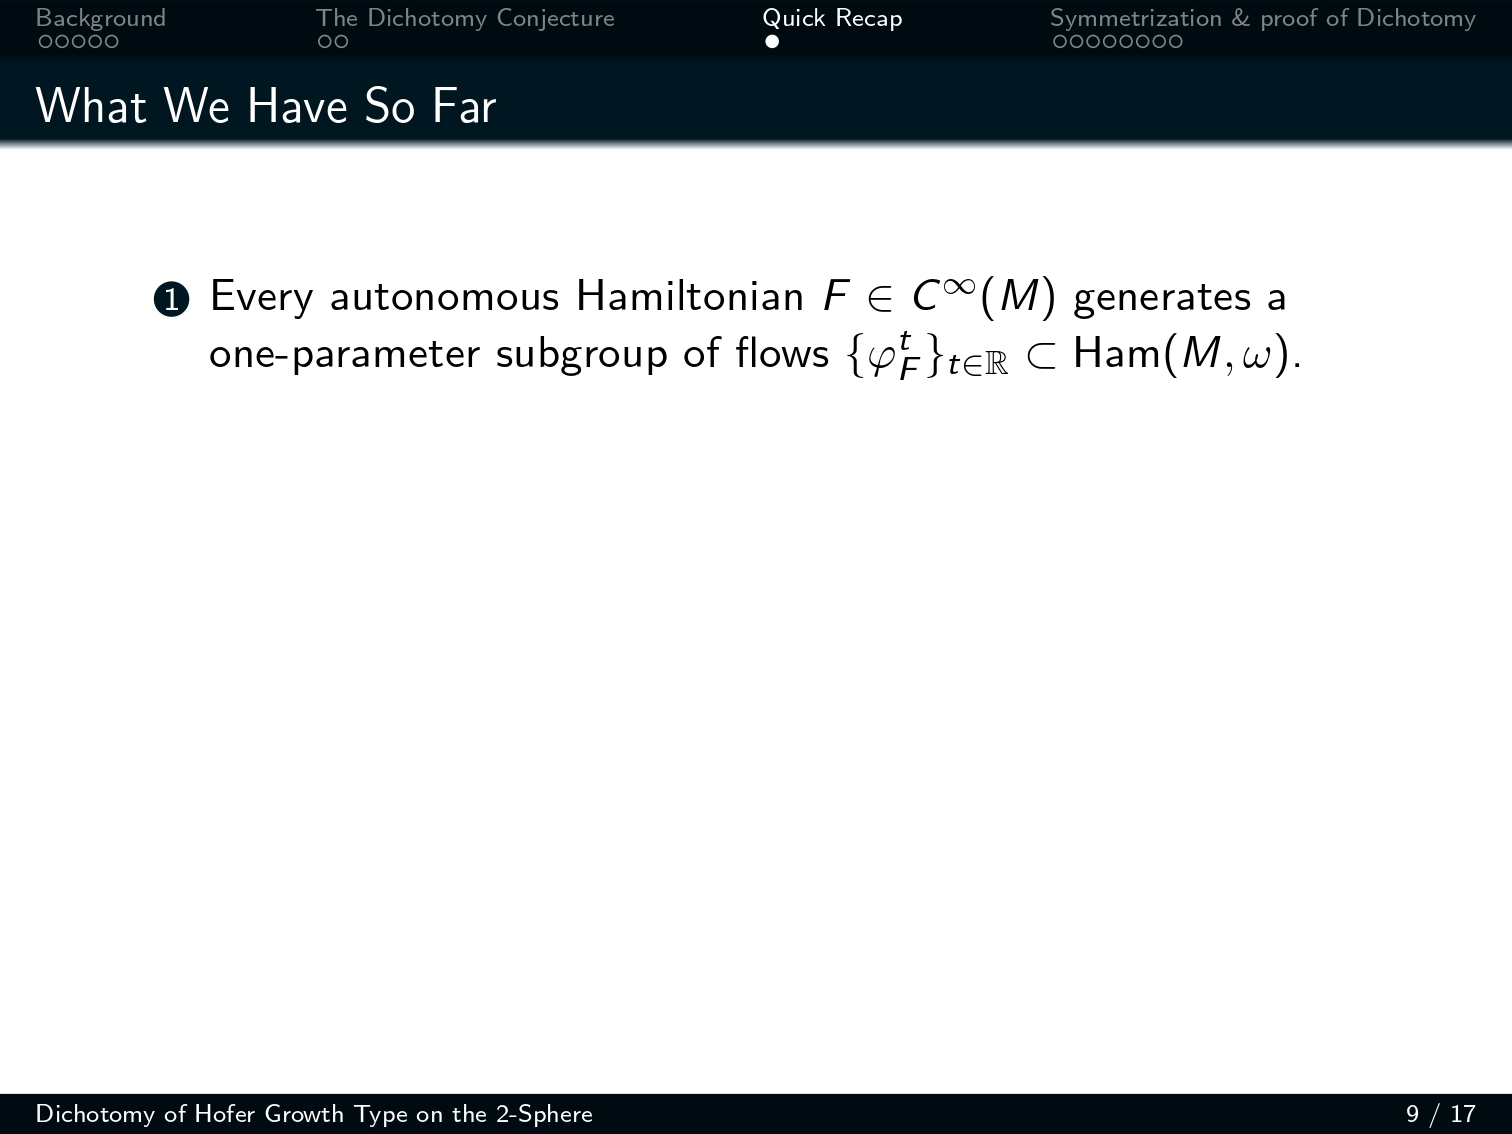 Background The Dichotomy Conjecture Quick Recap Symmetrization & proof of Dichotomy
What We Have So Far
1 Every autonomous Hamiltonian F ∈ C^∞(M) generates a
one-parameter subgroup of flows {φ_F^t}_{t∈ℝ} ⊂ Ham(M, ω).
Dichotomy of Hofer Growth Type on the 2-Sphere 9 / 17